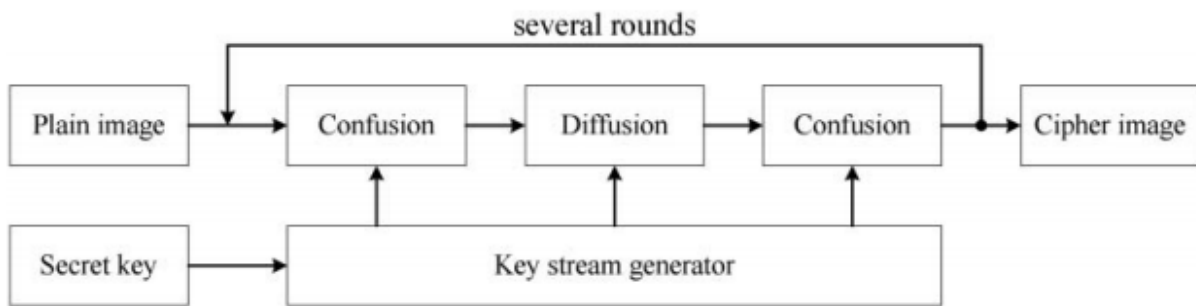 several rounds
Plain image
Confusion
Diffusion
Confusion
Cipher image
Secret key
Key stream generator